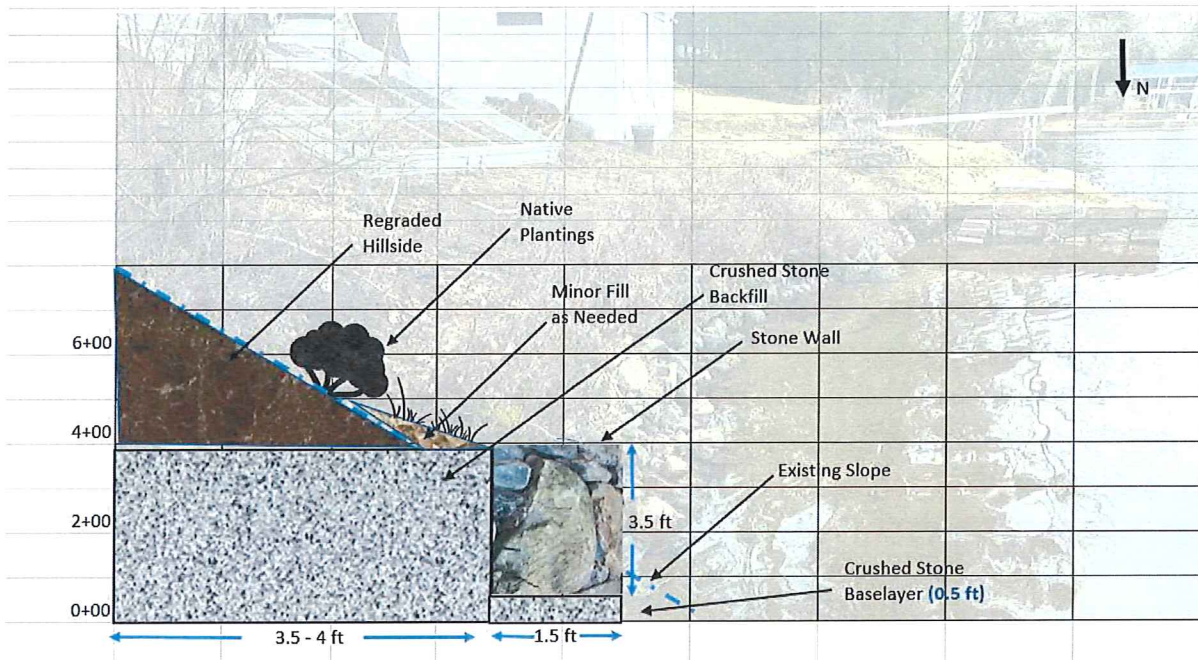 N
Regraded
Hillside
Native
Plantings
Crushed Stone
Backfill
Minor Fill
as Needed
Stone Wall
6+00
4+00
Existing Slope
2+00
3.5 ft
Crushed Stone
Baselayer (0.5 ft)
0+00
3.5 - 4 ft
1.5 ft